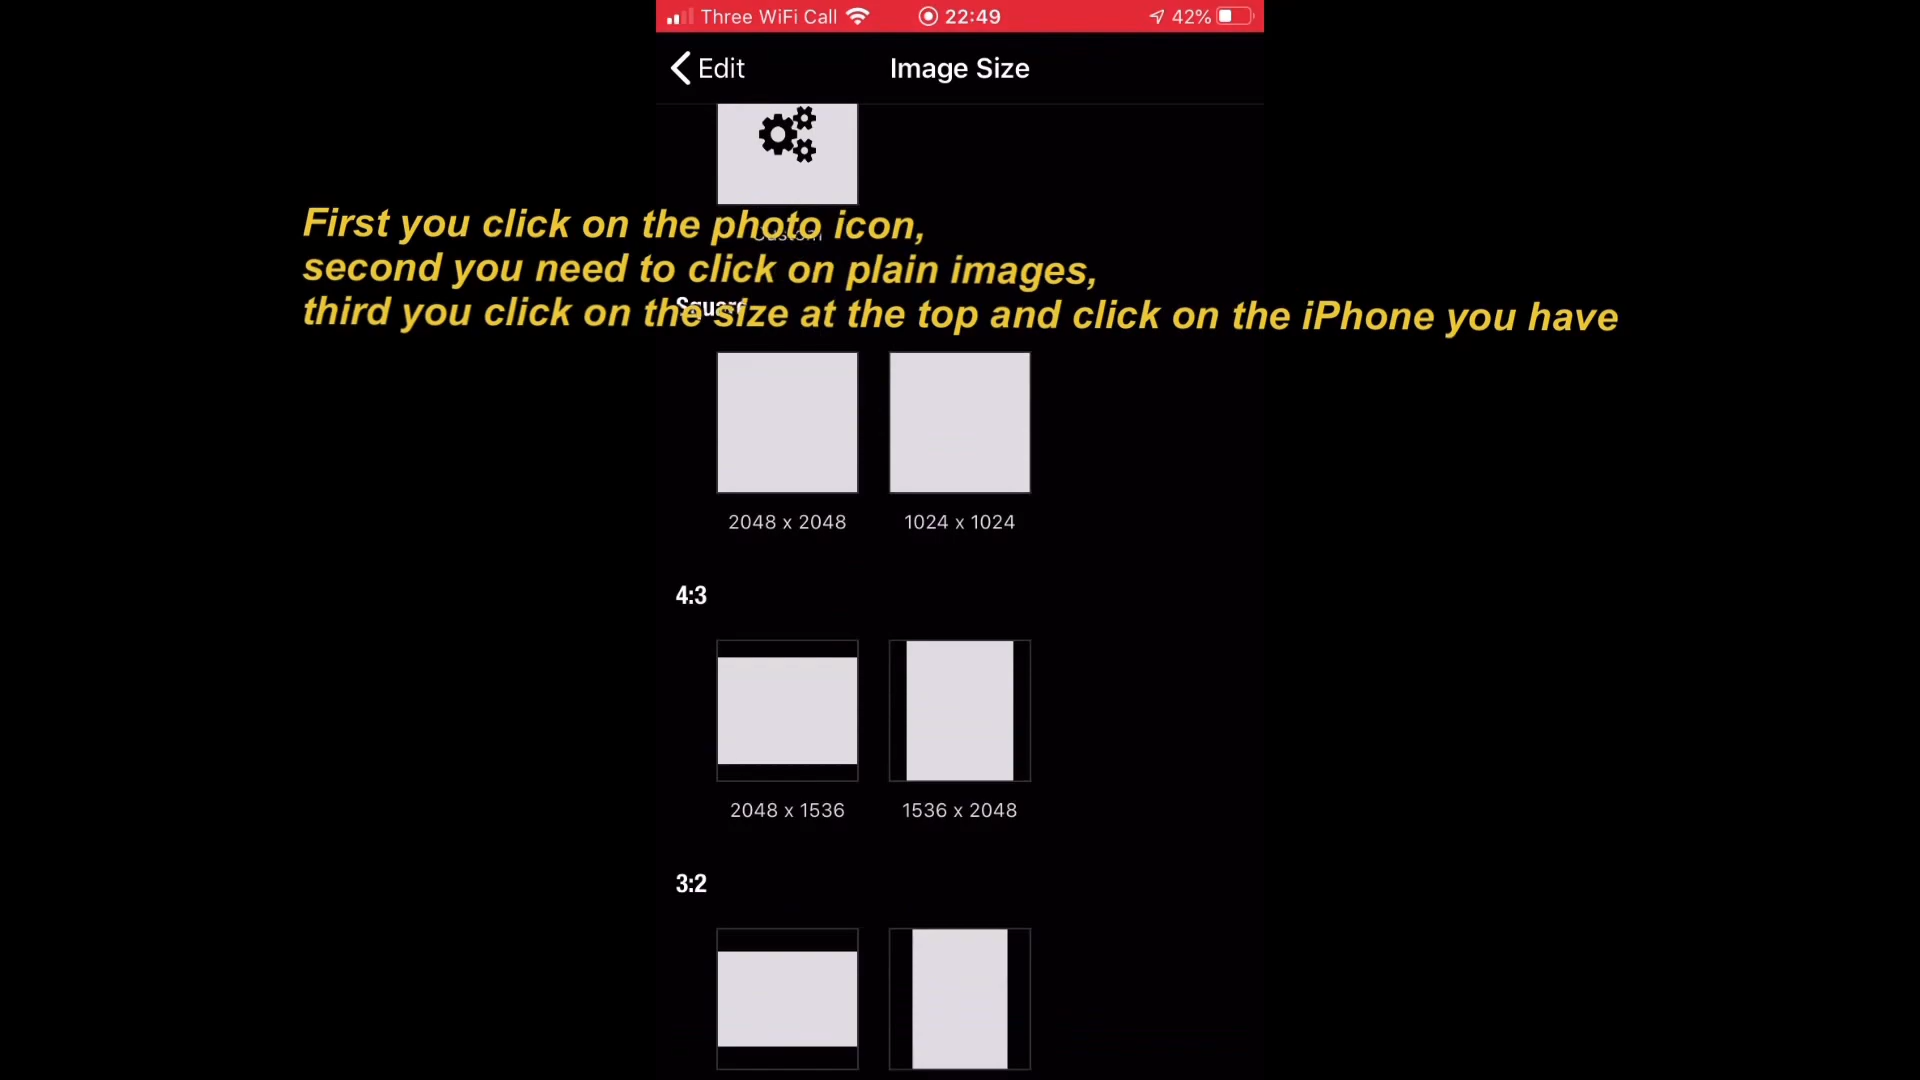 Three WiFi Call 22:49 42%
Edit Image Size
Custom
First you click on the photo icon,
second you need to click on plain images,
Square
third you click on the size at the top and click on the iPhone you have
2048 x 2048 1024 x 1024
4:3
2048 x 1536 1536 x 2048
3:2